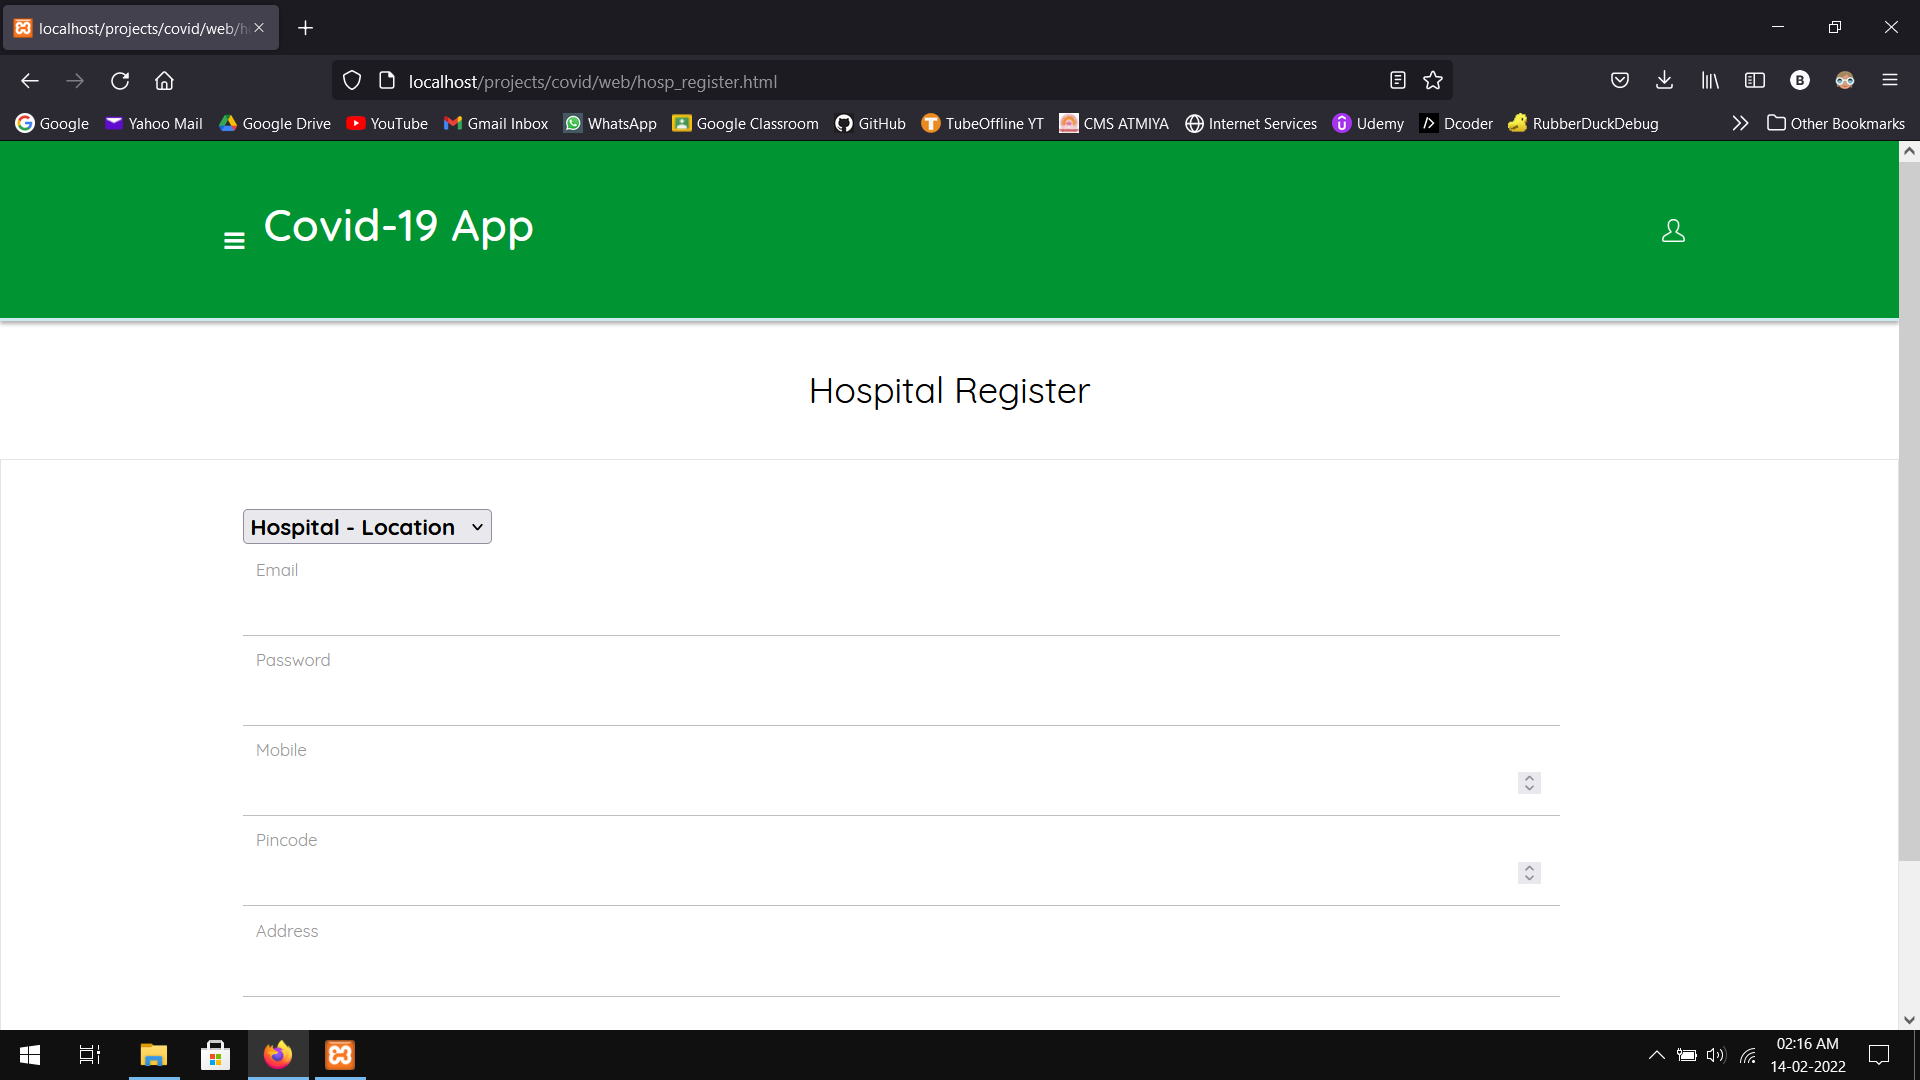 localhost/projects/covid/web/h
localhost/projects/covid/web/hosp_register.html
Google Yahoo Mail Google Drive YouTube Gmail Inbox WhatsApp Google Classroom GitHub TubeOffline YT CMS ATMIYA Internet Services Udemy Dcoder RubberDuckDebug Other Bookmarks
Covid-19 App
Hospital Register
Hospital - Location
Email
Password
Mobile
Pincode
Address
02:16 AM
14-02-2022